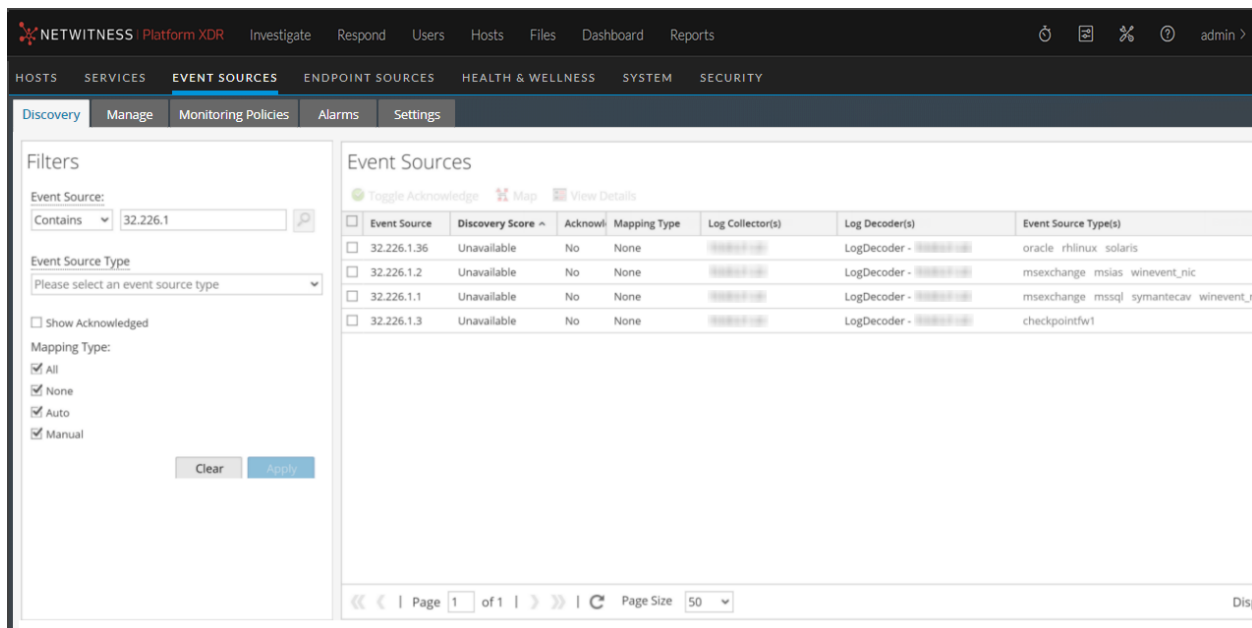 NETWITNESS | Platform XDR Investigate Respond Users Hosts Files Dashboard Reports admin >
HOSTS SERVICES EVENT SOURCES ENDPOINT SOURCES HEALTH & WELLNESS SYSTEM SECURITY
Discovery Manage Monitoring Policies Alarms Settings
Filters
Event Source:
Contains 32.226.1
Event Source Type
Please select an event source type
Show Acknowledged
Mapping Type:
All
None
Auto
Manual
Clear Apply
Event Sources
Toggle Acknowledge Map View Details
Event Source Discovery Score Acknowl Mapping Type Log Collector(s) Log Decoder(s) Event Source Type(s)
32.226.1.36 Unavailable No None LogDecoder - oracle rhlinux solaris
32.226.1.2 Unavailable No None LogDecoder - msexchange msias winevent_nic
32.226.1.1 Unavailable No None LogDecoder - msexchange mssql symantecav winevent_n
32.226.1.3 Unavailable No None LogDecoder - checkpointfw1
| Page 1 of 1 | | Page Size 50 Disp